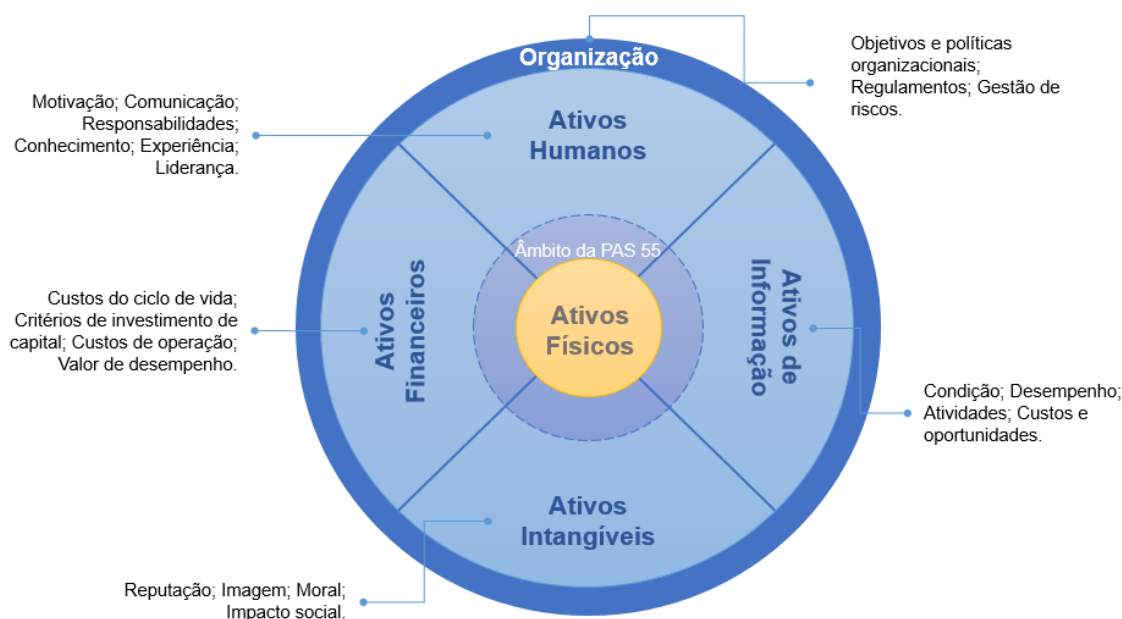 Organização
Objetivos e políticas
organizacionais;
Regulamentos; Gestão de
riscos.
Motivação; Comunicação;
Responsabilidades;
Conhecimento; Experiência;
Liderança.
Ativos
Humanos
Âmbito da PAS 55
Ativos
Físicos
Ativos
Financeiros
Ativos de
Informação
Custos do ciclo de vida;
Critérios de investimento de
capital; Custos de operação;
Valor de desempenho.
Condição; Desempenho;
Atividades; Custos e
oportunidades.
Ativos
Intangíveis
Reputação; Imagem; Moral;
Impacto social.